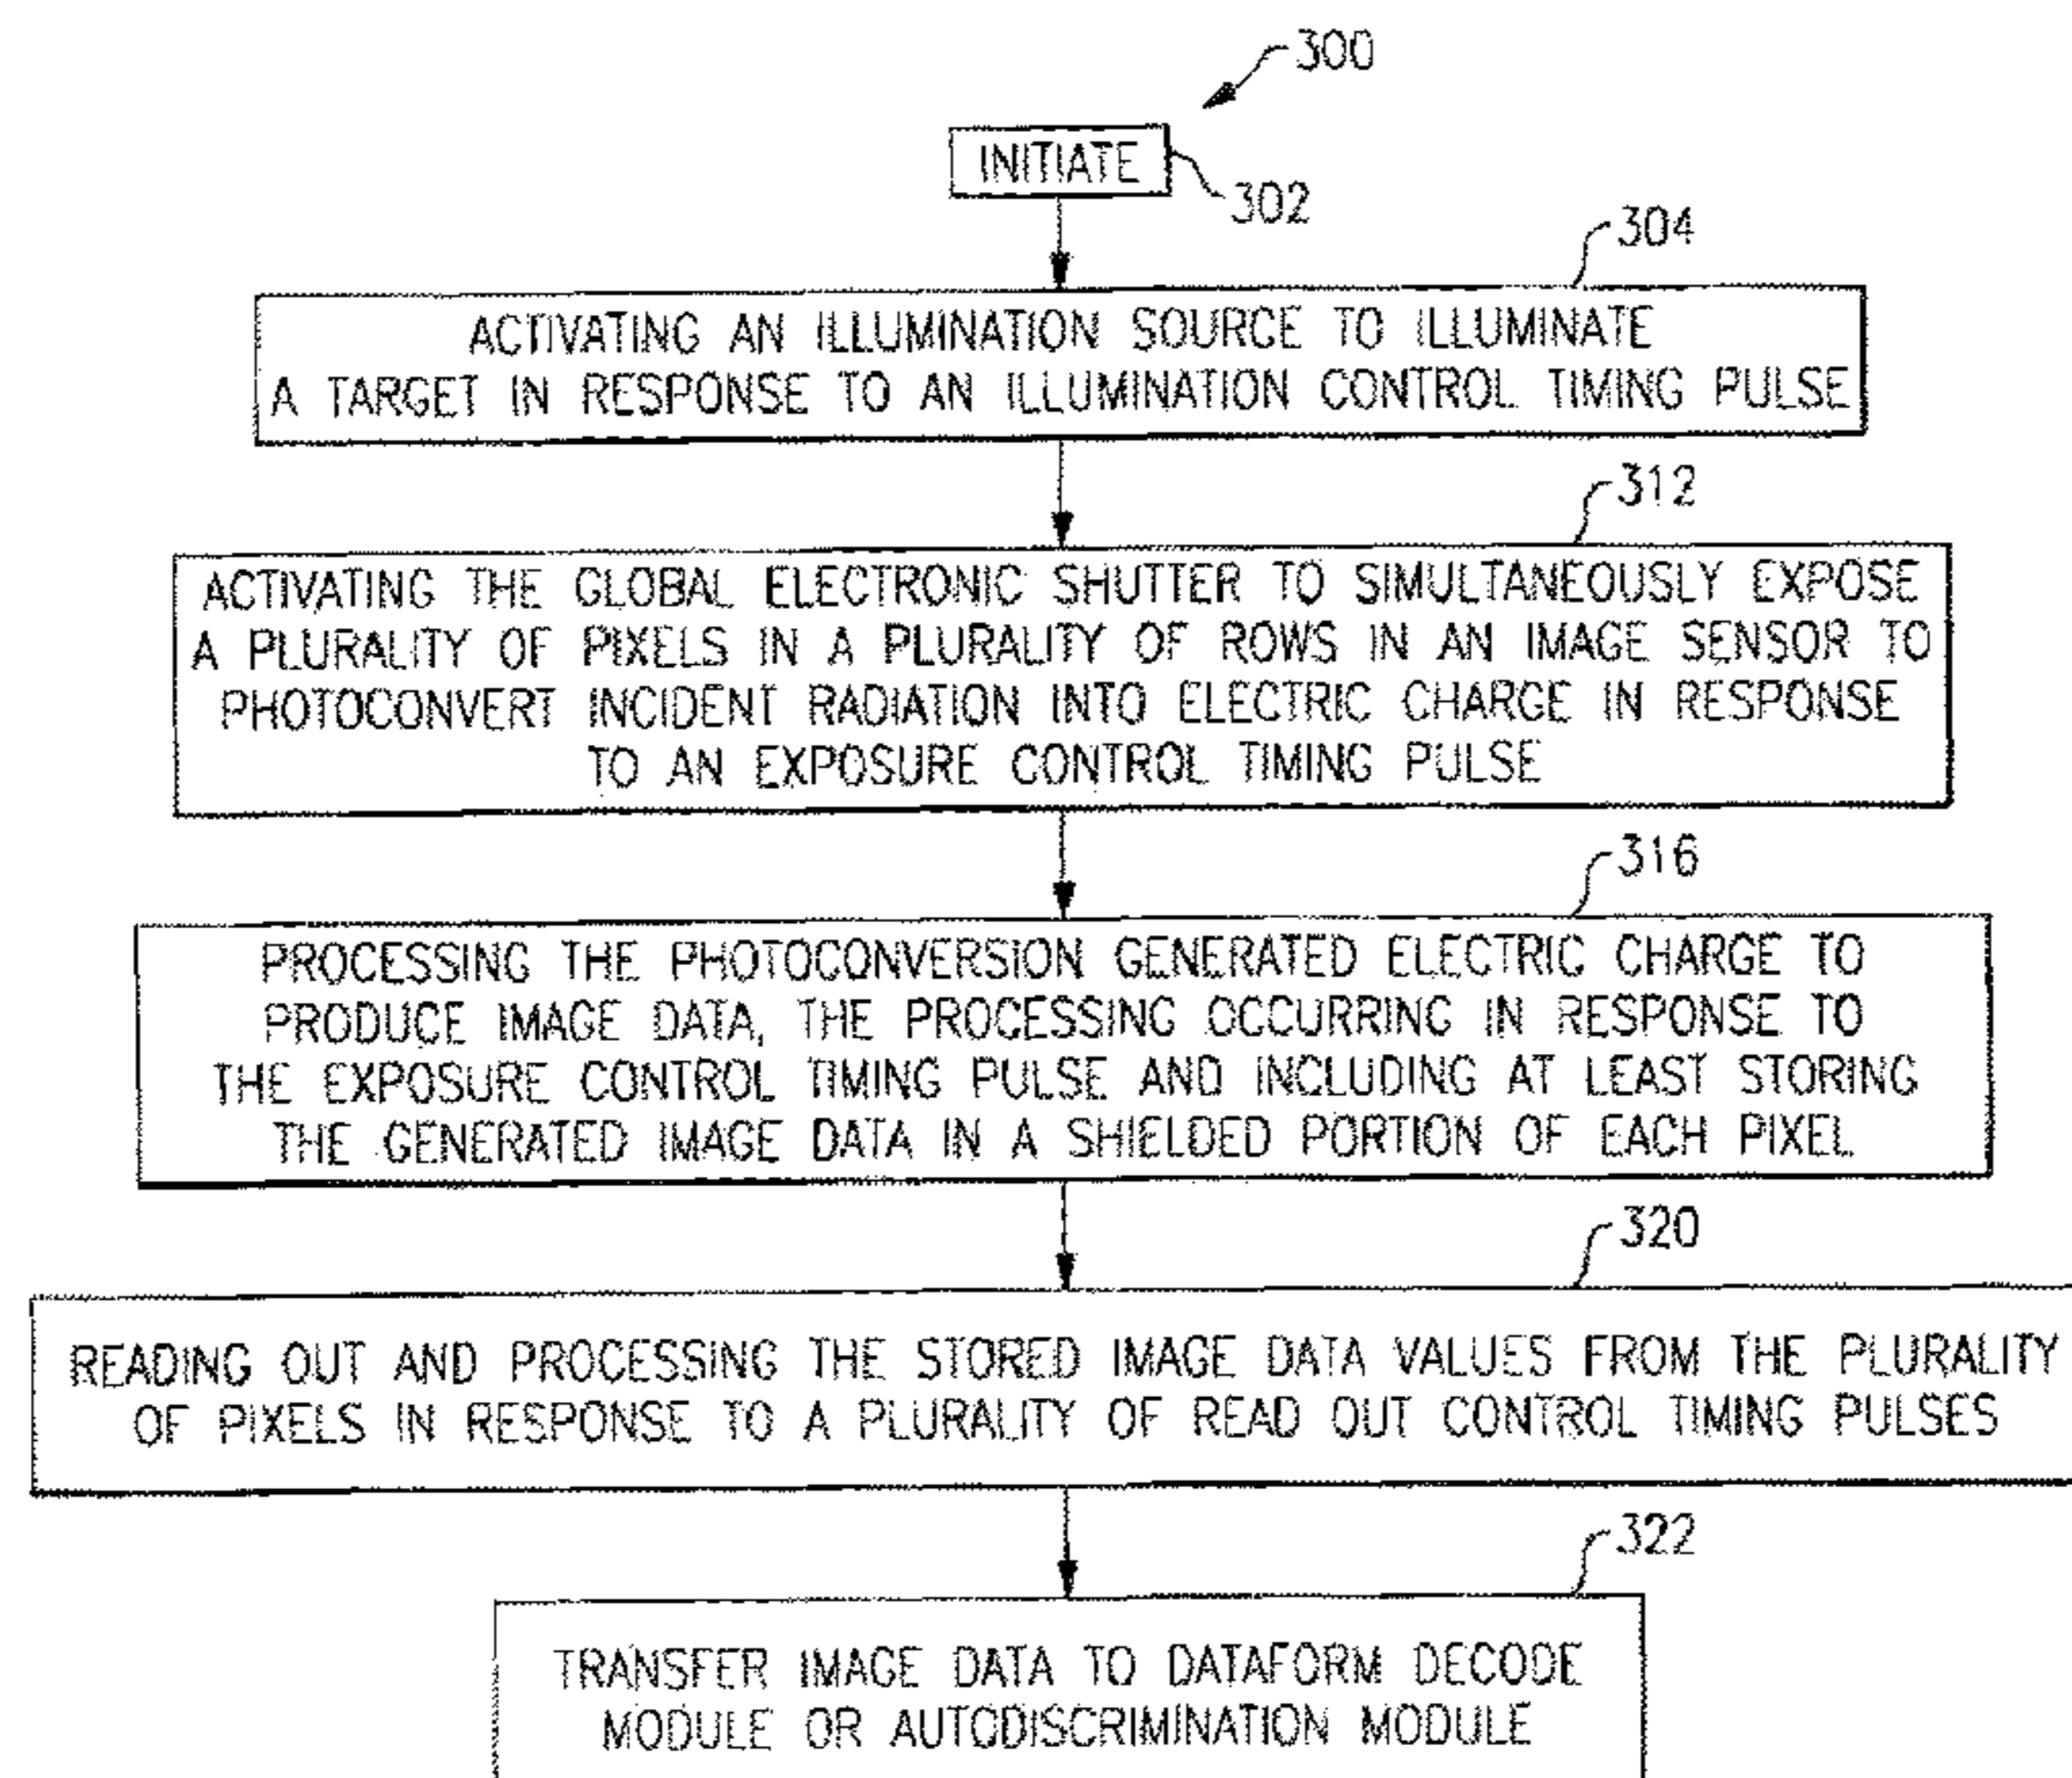 300
INITIATE
302
304
ACTIVATING AN ILLUMINATION SOURCE TO ILLUMINATE
A TARGET IN RESPONSE TO AN ILLUMINATION CONTROL TIMING PULSE
312
ACTIVATING THE GLOBAL ELECTRONIC SHUTTER TO SIMULTANEOUSLY EXPOSE
A PLURALITY OF PIXELS IN A PLURALITY OF ROWS IN AN IMAGE SENSOR TO
PHOTOCONVERT INCIDENT RADIATION INTO ELECTRIC CHARGE IN RESPONSE
TO AN EXPOSURE CONTROL TIMING PULSE
316
PROCESSING THE PHOTOCONVERSION GENERATED ELECTRIC CHARGE TO
PRODUCE IMAGE DATA, THE PROCESSING OCCURRING IN RESPONSE TO
THE EXPOSURE CONTROL TIMING PULSE AND INCLUDING AT LEAST STORING
THE GENERATED IMAGE DATA IN A SHIELDED PORTION OF EACH PIXEL
320
READING OUT AND PROCESSING THE STORED IMAGE DATA VALUES FROM THE PLURALITY
OF PIXELS IN RESPONSE TO A PLURALITY OF READ OUT CONTROL TIMING PULSES
322
TRANSFER IMAGE DATA TO DATAFORM DECODE
MODULE OR AUTODISCRIMINATION MODULE